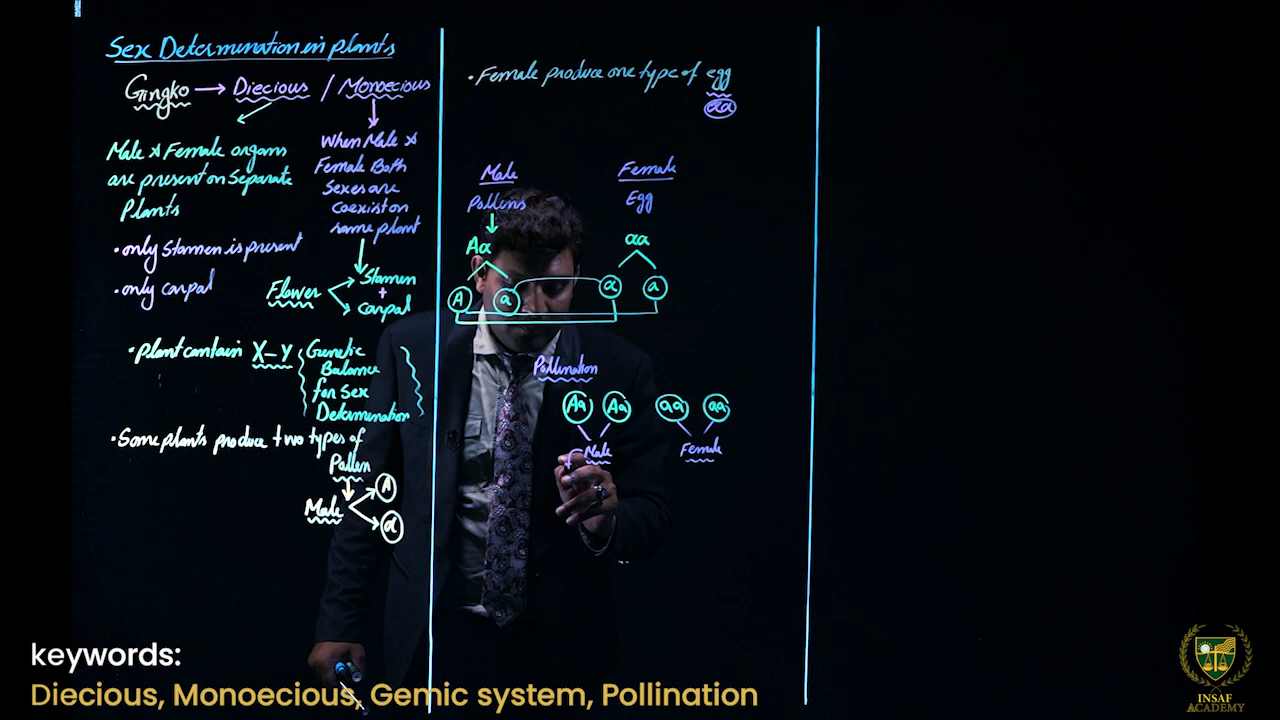 Sex Determination in plants
Gingko → Diecious / Monoecious
Male & Female organs
are present on Separate
Plants
• only Stamen is present
• only carpal
When Male &
Female Both
Sexes are
coexist on
same plant
Flower
Stamen
+
carpal
• plant contain X-Y
Genetic
Balance
for Sex
Determination
• Some plants produce two types of
Pollen
Male
A
a
• Female produce one type of egg
aa
Male
Pollens
Aa
A a
Female
Egg
aa
a a
Pollination
Aa Aa aa aa
Male Female
keywords:
Diecious, Monoecious, Gemic system, Pollination
INSAF
ACADEMY